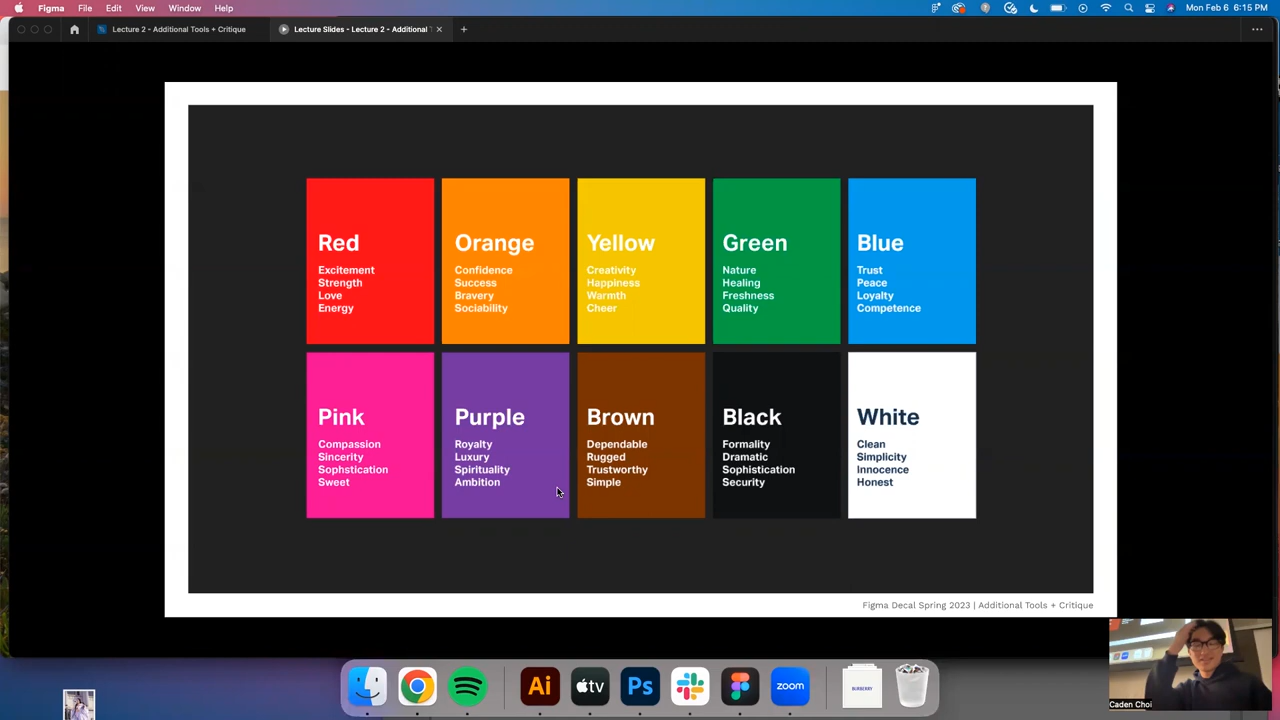 Figma File Edit View Window Help Mon Feb 6 6:15 PM
Lecture 2 - Additional Tools + Critique Lecture Slides - Lecture 2 - Additional
Red
Excitement
Strength
Love
Energy
Orange
Confidence
Success
Bravery
Sociability
Yellow
Creativity
Happiness
Warmth
Cheer
Green
Nature
Healing
Freshness
Quality
Blue
Trust
Peace
Loyalty
Competence
Pink
Compassion
Sincerity
Sophstication
Sweet
Purple
Royalty
Luxury
Spirituality
Ambition
Brown
Dependable
Rugged
Trustworthy
Simple
Black
Formality
Dramatic
Sophistication
Security
White
Clean
Simplicity
Innocence
Honest
Figma Decal Spring 2023 | Additional Tools + Critique
Ai tv Ps BURBERRY zoom
Caden Choi